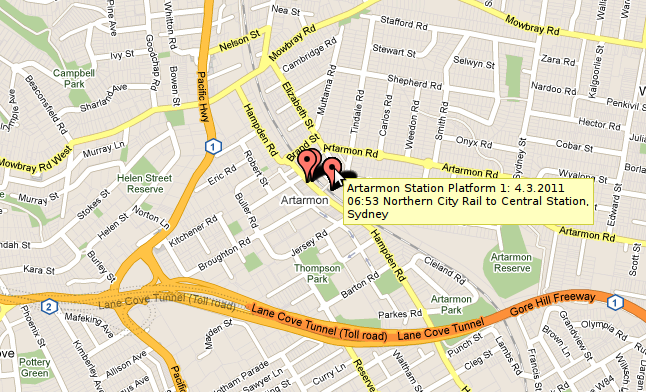 Nea St
Whitton Rd
Stafford Rd
Mowbray Rd
Nelson St
Mowbray Rd
Ivy St
Goodchap Rd
Cambridge Rd
Stewart St
Selwyn St
Zara Rd
Kalgoorlie St
Campbell Park
Bowen St
Pacific Hwy
Elizabeth St
Muttama Rd
Shepherd Rd
Nardoo Rd
Beaconsfield Rd
Sharland Ave
Hampden Rd
Tindale Rd
Carlos Rd
Weedon Rd
Smith Rd
Penkivil St
Hector Rd
Mowbray Rd West
Murray Ln
1
Brand St
Onyx Rd
Cobar St
Artarmon Rd
Sydney St
Helen Street Reserve
Eric Rd
Robert St
Artarmon Rd
Wyalong St
Artarmon Station Platform 1: 4.3.2011
06:53 Northern City Rail to Central Station,
Sydney
Edward St
Stokes St
Artarmon
Norton Ln
Helen St
Buller Rd
Kitchener Rd
Hampden Rd
Artarmon Rd
Jersey Rd
Broughton Rd
Burley St
Kara St
Scott St
Thompson Park
Cleland Rd
Artarmon Reserve
Barton Rd
Artarmon Park
2
Lane Cove Tunnel (Toll road)
Lane Cove Tunnel (Toll road)
Lane Cove Tunnel
Gore Hill Freeway
1
Parkes Rd
Phoenix St
Mafeking Ave
Marden St
Grandview St
Olympia Rd
Brown Ln
Punch St
Lambs Rd
Kimberley Ave
Allison Ave
Pacific
Cleg St
Waltham St
Francis
Pottery Green
Parade
Sawyer Ln
Curry Ln
Reserve